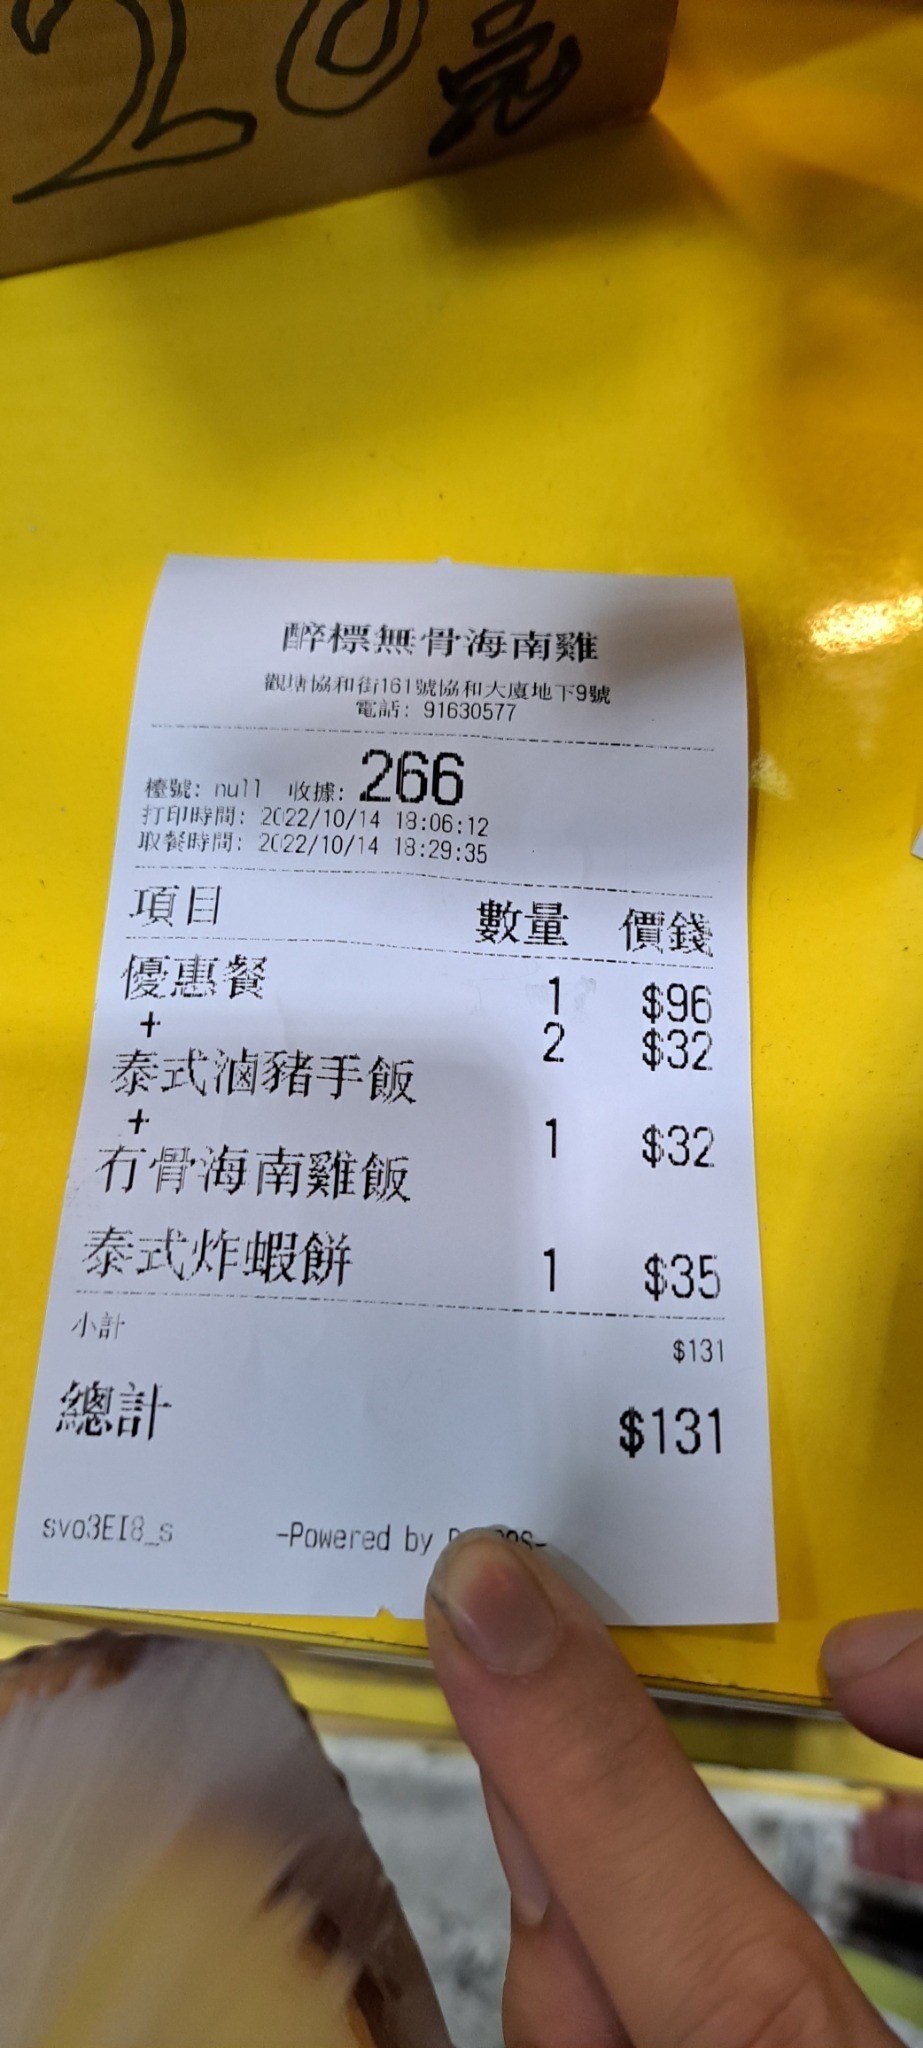 20元
醉標無骨海南雞
觀塘協和街161號協和大廈地下9號
電話: 91630577
檯號: null 收據: 266
打印時間: 2022/10/14 18:06:12
取餐時間: 2022/10/14 18:29:35
項目 數量 價錢
優惠餐 1 $96
+ 2 $32
泰式滷豬手飯
+ 1 $32
冇骨海南雞飯
泰式炸蝦餅 1 $35
小計 $131
總計 $131
svo3EI8_s -Powered by